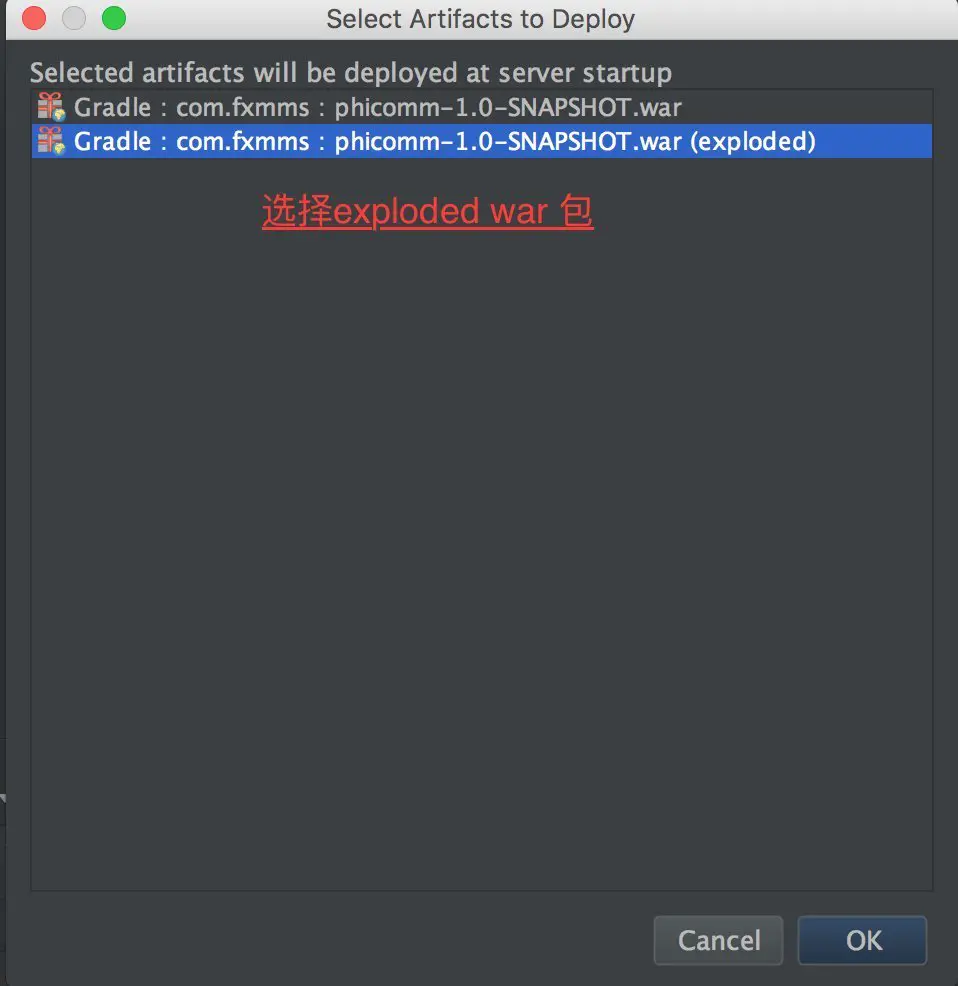 Select Artifacts to Deploy
Selected artifacts will be deployed at server startup
Gradle : com.fxmms : phicomm-1.0-SNAPSHOT.war
Gradle : com.fxmms : phicomm-1.0-SNAPSHOT.war (exploded)
选择exploded war 包
Cancel OK